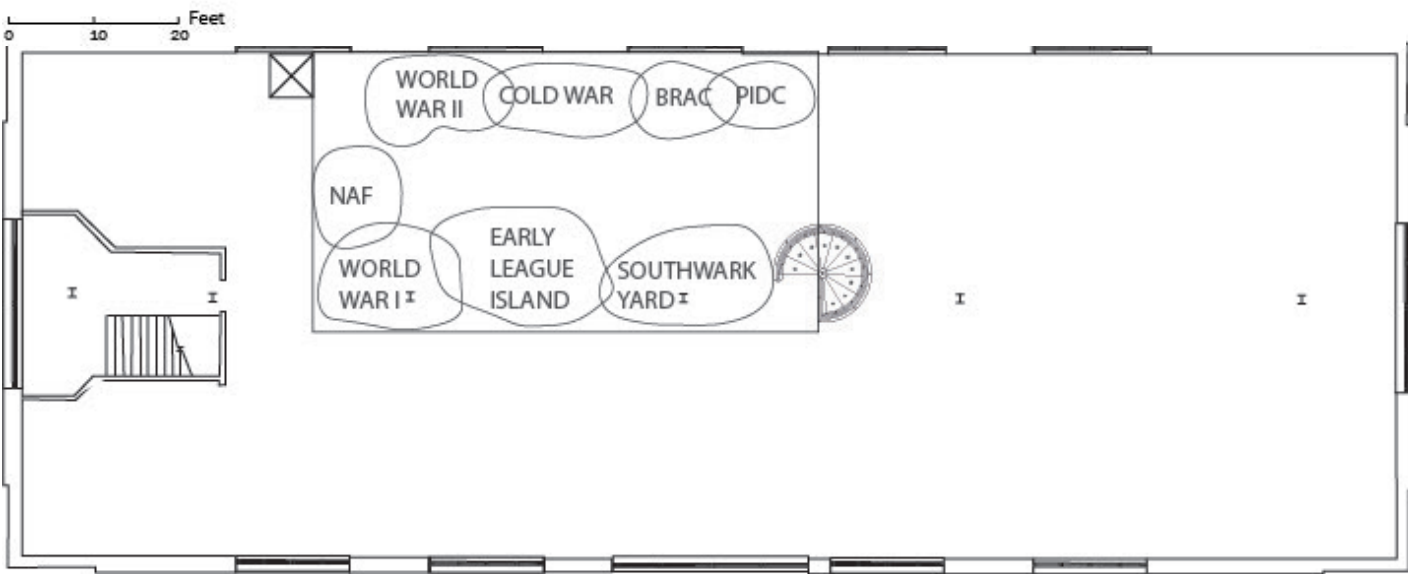 Feet
0 10 20
WORLD
WAR II
COLD WAR
BRAC
PIDC
NAF
WORLD
WAR I
EARLY
LEAGUE
ISLAND
SOUTHWARK
YARD